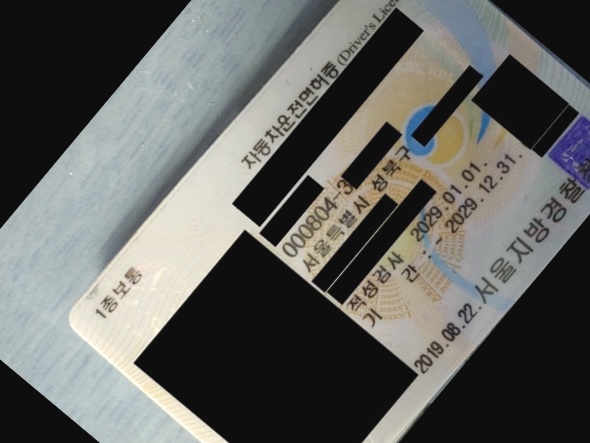 자동차운전면허증 (Driver's Lice
1종보통
000804-3
서울특별시 성북구
적성검사 2029.01.01.
기 간 : ~ 2029.12.31.
2019.08.22. 서울지방경찰